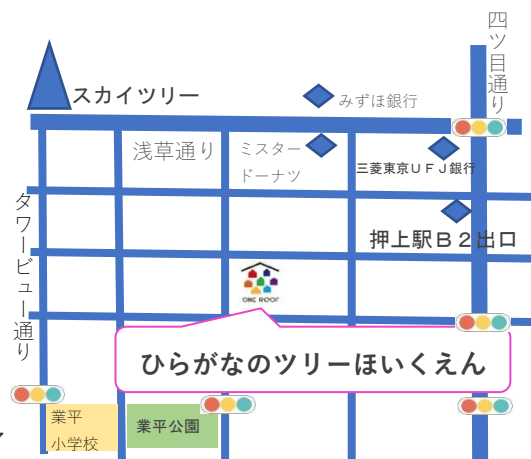 四ツ目通り
スカイツリー
みずほ銀行
浅草通り
ミスター
ドーナツ
三菱東京ＵＦＪ銀行
タワービュー通り
押上駅Ｂ２出口
ONE ROOF
ひらがなのツリーほいくえん
業平
小学校
業平公園